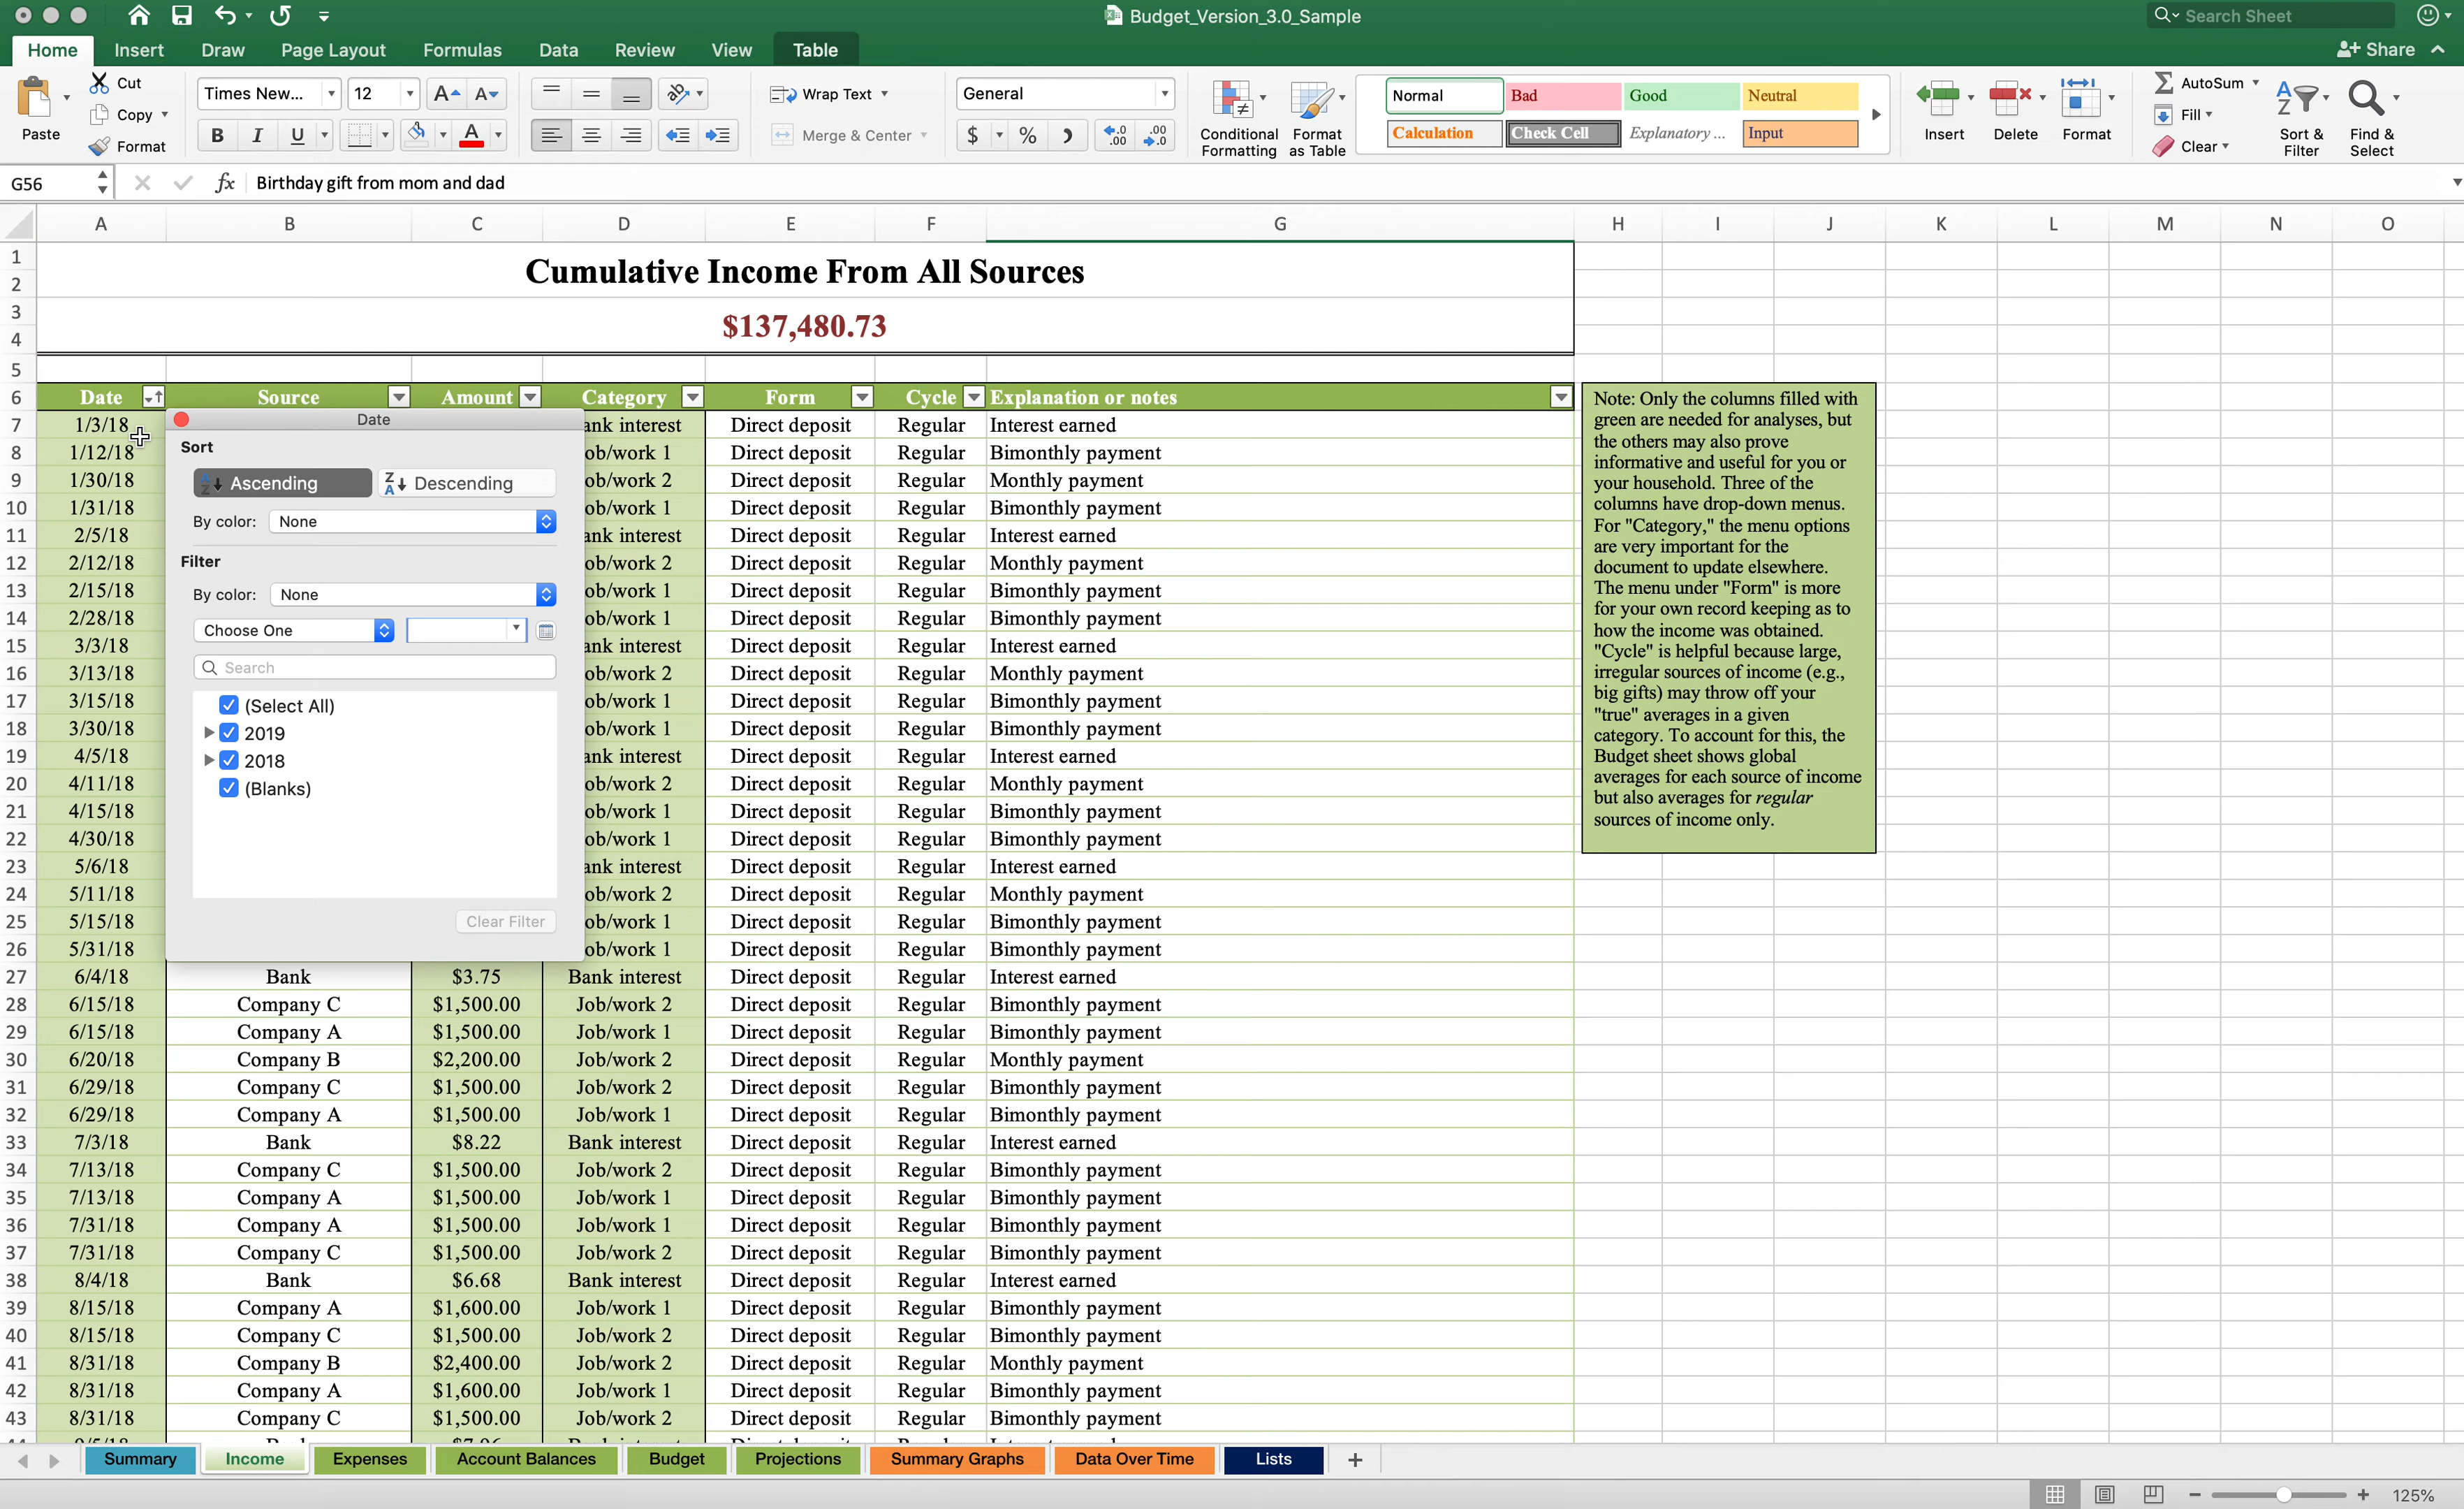 Budget_Version_3.0_Sample
Search Sheet
Home Insert Draw Page Layout Formulas Data Review View Table
Share
Paste
Cut
Copy
Format
Times New... 12
B I U
Wrap Text
Merge & Center
General
$ % )
Conditional Formatting
Format as Table
Normal Bad Good Neutral
Calculation Check Cell Explanatory ... Input
Insert Delete Format
AutoSum
Fill
Clear
Sort & Filter
Find & Select
G56 fx Birthday gift from mom and dad
A B C D E F G H I J K L M N O
1
2 Cumulative Income From All Sources
3
4 $137,480.73
5
6 Date Source Amount Category Form Cycle Explanation or notes
7 1/3/18 ank interest Direct deposit Regular Interest earned
8 1/12/18 ob/work 1 Direct deposit Regular Bimonthly payment
9 1/30/18 ob/work 2 Direct deposit Regular Monthly payment
10 1/31/18 ob/work 1 Direct deposit Regular Bimonthly payment
11 2/5/18 ank interest Direct deposit Regular Interest earned
12 2/12/18 ob/work 2 Direct deposit Regular Monthly payment
13 2/15/18 ob/work 1 Direct deposit Regular Bimonthly payment
14 2/28/18 ob/work 1 Direct deposit Regular Bimonthly payment
15 3/3/18 ank interest Direct deposit Regular Interest earned
16 3/13/18 ob/work 2 Direct deposit Regular Monthly payment
17 3/15/18 ob/work 1 Direct deposit Regular Bimonthly payment
18 3/30/18 ob/work 1 Direct deposit Regular Bimonthly payment
19 4/5/18 ank interest Direct deposit Regular Interest earned
20 4/11/18 ob/work 2 Direct deposit Regular Monthly payment
21 4/15/18 ob/work 1 Direct deposit Regular Bimonthly payment
22 4/30/18 ob/work 1 Direct deposit Regular Bimonthly payment
23 5/6/18 ank interest Direct deposit Regular Interest earned
24 5/11/18 ob/work 2 Direct deposit Regular Monthly payment
25 5/15/18 ob/work 1 Direct deposit Regular Bimonthly payment
26 5/31/18 ob/work 1 Direct deposit Regular Bimonthly payment
27 6/4/18 Bank $3.75 Bank interest Direct deposit Regular Interest earned
28 6/15/18 Company C $1,500.00 Job/work 2 Direct deposit Regular Bimonthly payment
29 6/15/18 Company A $1,500.00 Job/work 1 Direct deposit Regular Bimonthly payment
30 6/20/18 Company B $2,200.00 Job/work 2 Direct deposit Regular Monthly payment
31 6/29/18 Company C $1,500.00 Job/work 2 Direct deposit Regular Bimonthly payment
32 6/29/18 Company A $1,500.00 Job/work 1 Direct deposit Regular Bimonthly payment
33 7/3/18 Bank $8.22 Bank interest Direct deposit Regular Interest earned
34 7/13/18 Company C $1,500.00 Job/work 2 Direct deposit Regular Bimonthly payment
35 7/13/18 Company A $1,500.00 Job/work 1 Direct deposit Regular Bimonthly payment
36 7/31/18 Company A $1,500.00 Job/work 1 Direct deposit Regular Bimonthly payment
37 7/31/18 Company C $1,500.00 Job/work 2 Direct deposit Regular Bimonthly payment
38 8/4/18 Bank $6.68 Bank interest Direct deposit Regular Interest earned
39 8/15/18 Company A $1,600.00 Job/work 1 Direct deposit Regular Bimonthly payment
40 8/15/18 Company C $1,500.00 Job/work 2 Direct deposit Regular Bimonthly payment
41 8/31/18 Company B $2,400.00 Job/work 2 Direct deposit Regular Monthly payment
42 8/31/18 Company A $1,600.00 Job/work 1 Direct deposit Regular Bimonthly payment
43 8/31/18 Company C $1,500.00 Job/work 2 Direct deposit Regular Bimonthly payment
Date
Sort
Ascending Descending
By color: None
Filter
By color: None
Choose One
Search
(Select All)
2019
2018
(Blanks)
Clear Filter
Note: Only the columns filled with
green are needed for analyses, but
the others may also prove
informative and useful for you or
your household. Three of the
columns have drop-down menus.
For "Category," the menu options
are very important for the
document to update elsewhere.
The menu under "Form" is more
for your own record keeping as to
how the income was obtained.
"Cycle" is helpful because large,
irregular sources of income (e.g.,
big gifts) may throw off your
"true" averages in a given
category. To account for this, the
Budget sheet shows global
averages for each source of income
but also averages for regular
sources of income only.
Summary Income Expenses Account Balances Budget Projections Summary Graphs Data Over Time Lists +
125%